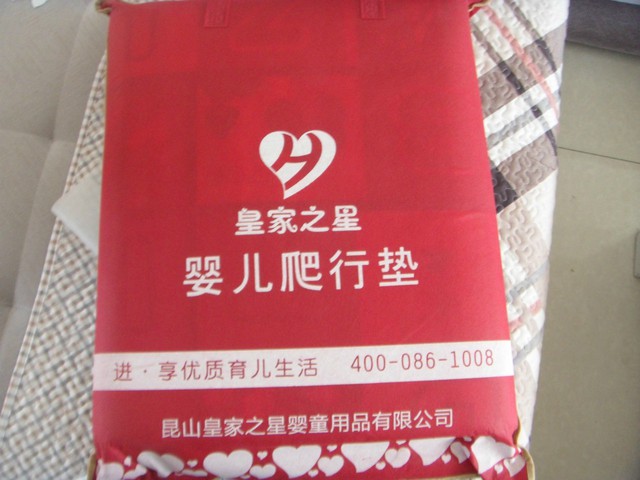 皇家之星
婴儿爬行垫
进·享优质育儿生活 400-086-1008
昆山皇家之星婴童用品有限公司